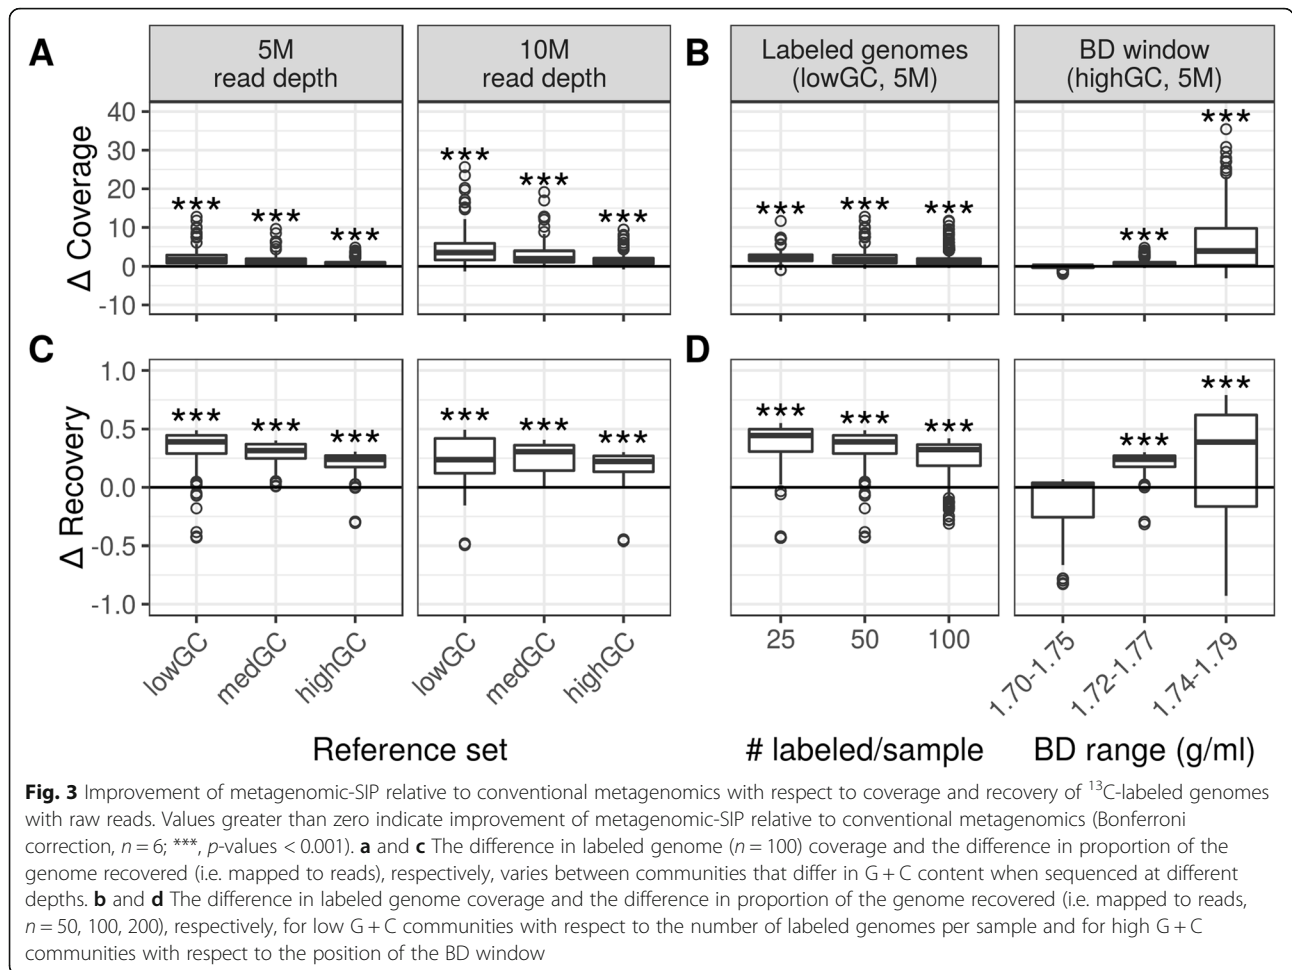 A
5M
read depth
10M
read depth
B
Labeled genomes
(lowGC, 5M)
BD window
(highGC, 5M)
Δ Coverage
40
30
20
10
0
-10
***
***
***
***
***
***
***
***
***
***
***
C
D
Δ Recovery
1.0
0.5
0.0
-0.5
-1.0
***
***
***
***
***
***
***
***
***
***
***
lowGC
medGC
highGC
lowGC
medGC
highGC
25
50
100
1.70-1.75
1.72-1.77
1.74-1.79
Reference set
# labeled/sample
BD range (g/ml)
Fig. 3 Improvement of metagenomic-SIP relative to conventional metagenomics with respect to coverage and recovery of ¹³C-labeled genomes
with raw reads. Values greater than zero indicate improvement of metagenomic-SIP relative to conventional metagenomics (Bonferroni
correction, n = 6; ***, p-values < 0.001). a and c The difference in labeled genome (n = 100) coverage and the difference in proportion of the
genome recovered (i.e. mapped to reads), respectively, varies between communities that differ in G + C content when sequenced at different
depths. b and d The difference in labeled genome coverage and the difference in proportion of the genome recovered (i.e. mapped to reads,
n = 50, 100, 200), respectively, for low G + C communities with respect to the number of labeled genomes per sample and for high G + C
communities with respect to the position of the BD window